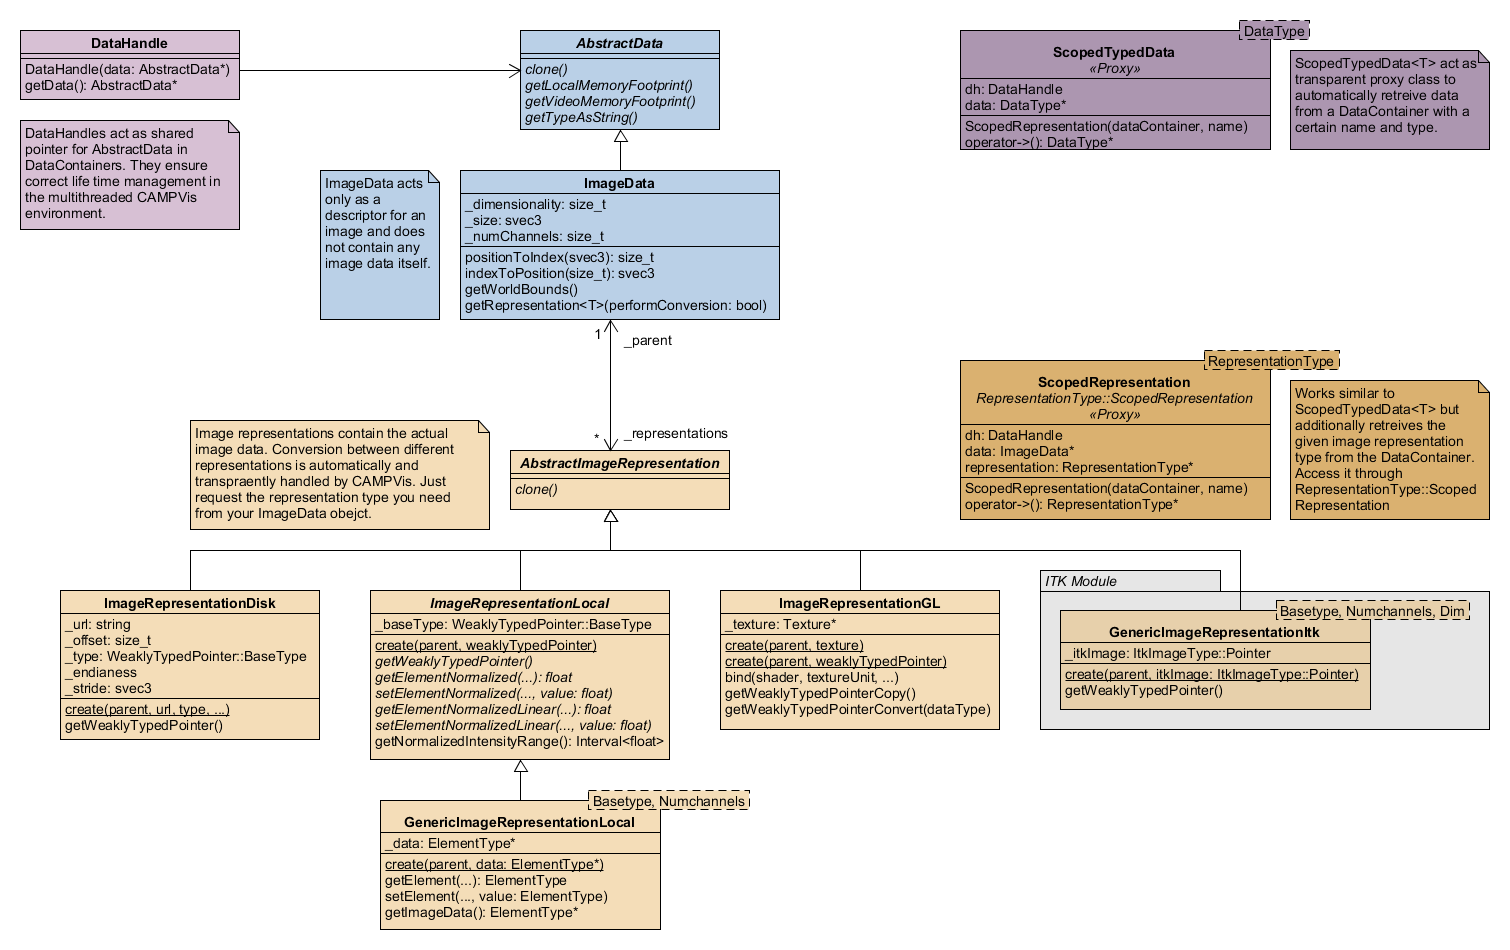 DataHandle
DataHandle(data: AbstractData*)
getData(): AbstractData*
DataHandles act as shared
pointer for AbstractData in
DataContainers. They ensure
correct life time management in
the multithreaded CAMPVis
environment.
AbstractData
clone()
getLocalMemoryFootprint()
getVideoMemoryFootprint()
getTypeAsString()
ImageData acts
only as a
descriptor for an
image and does
not contain any
image data itself.
ImageData
_dimensionality: size_t
_size: svec3
_numChannels: size_t
positionToIndex(svec3): size_t
indexToPosition(size_t): svec3
getWorldBounds()
getRepresentation<T>(performConversion: bool)
DataType
ScopedTypedData
«Proxy»
dh: DataHandle
data: DataType*
ScopedRepresentation(dataContainer, name)
operator->(): DataType*
ScopedTypedData<T> act as
transparent proxy class to
automatically retreive data
from a DataContainer with a
certain name and type.
1
_parent
*
_representations
RepresentationType
ScopedRepresentation
RepresentationType::ScopedRepresentation
«Proxy»
dh: DataHandle
data: ImageData*
representation: RepresentationType*
ScopedRepresentation(dataContainer, name)
operator->(): RepresentationType*
Works similar to
ScopedTypedData<T> but
additionally retreives the
given image representation
type from the DataContainer.
Access it through
RepresentationType::Scoped
Representation
Image representations contain the actual
image data. Conversion between different
representations is automatically and
transpraently handled by CAMPVis. Just
request the representation type you need
from your ImageData obejct.
AbstractImageRepresentation
clone()
ImageRepresentationDisk
_url: string
_offset: size_t
_type: WeaklyTypedPointer::BaseType
_endianess
_stride: svec3
create(parent, url, type, ...)
getWeaklyTypedPointer()
ImageRepresentationLocal
_baseType: WeaklyTypedPointer::BaseType
create(parent, weaklyTypedPointer)
getWeaklyTypedPointer()
getElementNormalized(...): float
setElementNormalized(..., value: float)
getElementNormalizedLinear(...): float
setElementNormalizedLinear(..., value: float)
getNormalizedIntensityRange(): Interval<float>
ImageRepresentationGL
_texture: Texture*
create(parent, texture)
create(parent, weaklyTypedPointer)
bind(shader, textureUnit, ...)
getWeaklyTypedPointerCopy()
getWeaklyTypedPointerConvert(dataType)
ITK Module
Basetype, Numchannels, Dim
GenericImageRepresentationItk
_itkImage: ItkImageType::Pointer
create(parent, itkImage: ItkImageType::Pointer)
getWeaklyTypedPointer()
Basetype, Numchannels
GenericImageRepresentationLocal
_data: ElementType*
create(parent, data: ElementType*)
getElement(...): ElementType
setElement(..., value: ElementType)
getImageData(): ElementType*